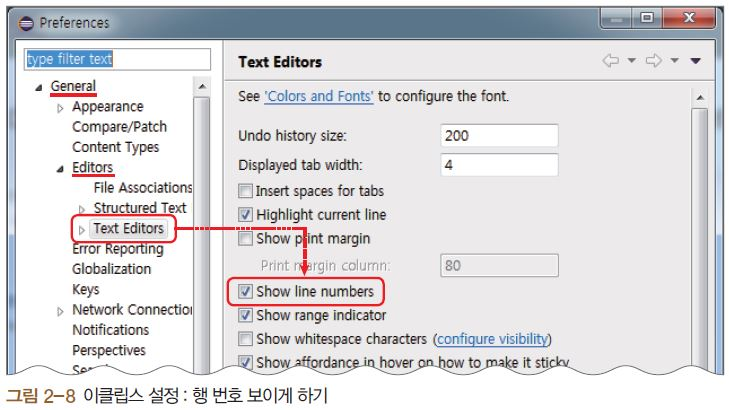 Preferences
type filter text
General
Appearance
Compare/Patch
Content Types
Editors
File Associations
Structured Text
Text Editors
Error Reporting
Globalization
Keys
Network Connection
Notifications
Perspectives
Text Editors
See 'Colors and Fonts' to configure the font.
Undo history size: 200
Displayed tab width: 4
Insert spaces for tabs
Highlight current line
Show print margin
Print margin column: 80
Show line numbers
Show range indicator
Show whitespace characters (configure visibility)
Show affordance in hover on how to make it sticky
그림 2-8 이클립스 설정 : 행 번호 보이게 하기